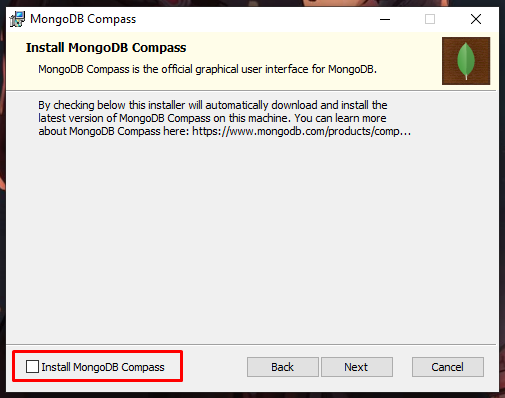 MongoDB Compass
Install MongoDB Compass
MongoDB Compass is the official graphical user interface for MongoDB.
By checking below this installer will automatically download and install the
latest version of MongoDB Compass on this machine. You can learn more
about MongoDB Compass here: https://www.mongodb.com/products/comp...
Install MongoDB Compass
Back
Next
Cancel